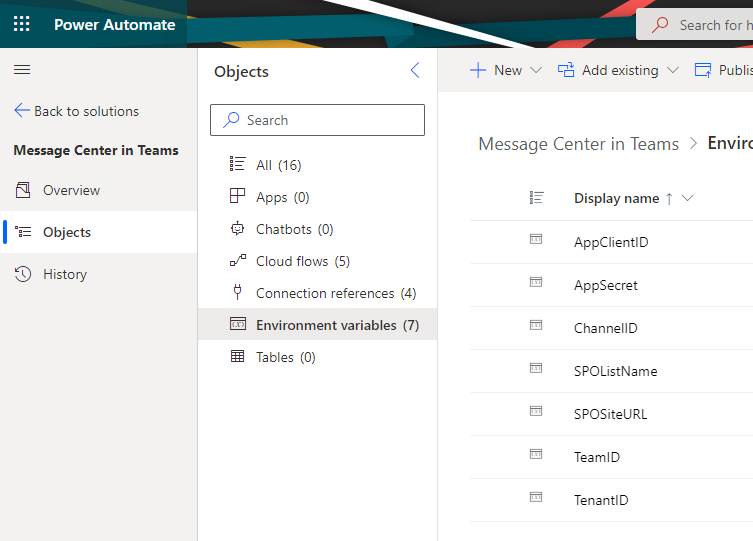 Power Automate
Search for h
Back to solutions
Message Center in Teams
Overview
Objects
History
Objects
Search
All (16)
Apps (0)
Chatbots (0)
Cloud flows (5)
Connection references (4)
Environment variables (7)
Tables (0)
New
Add existing
Publis
Message Center in Teams > Enviro
Display name ↑
AppClientID
AppSecret
ChannelID
SPOListName
SPOSiteURL
TeamID
TenantID